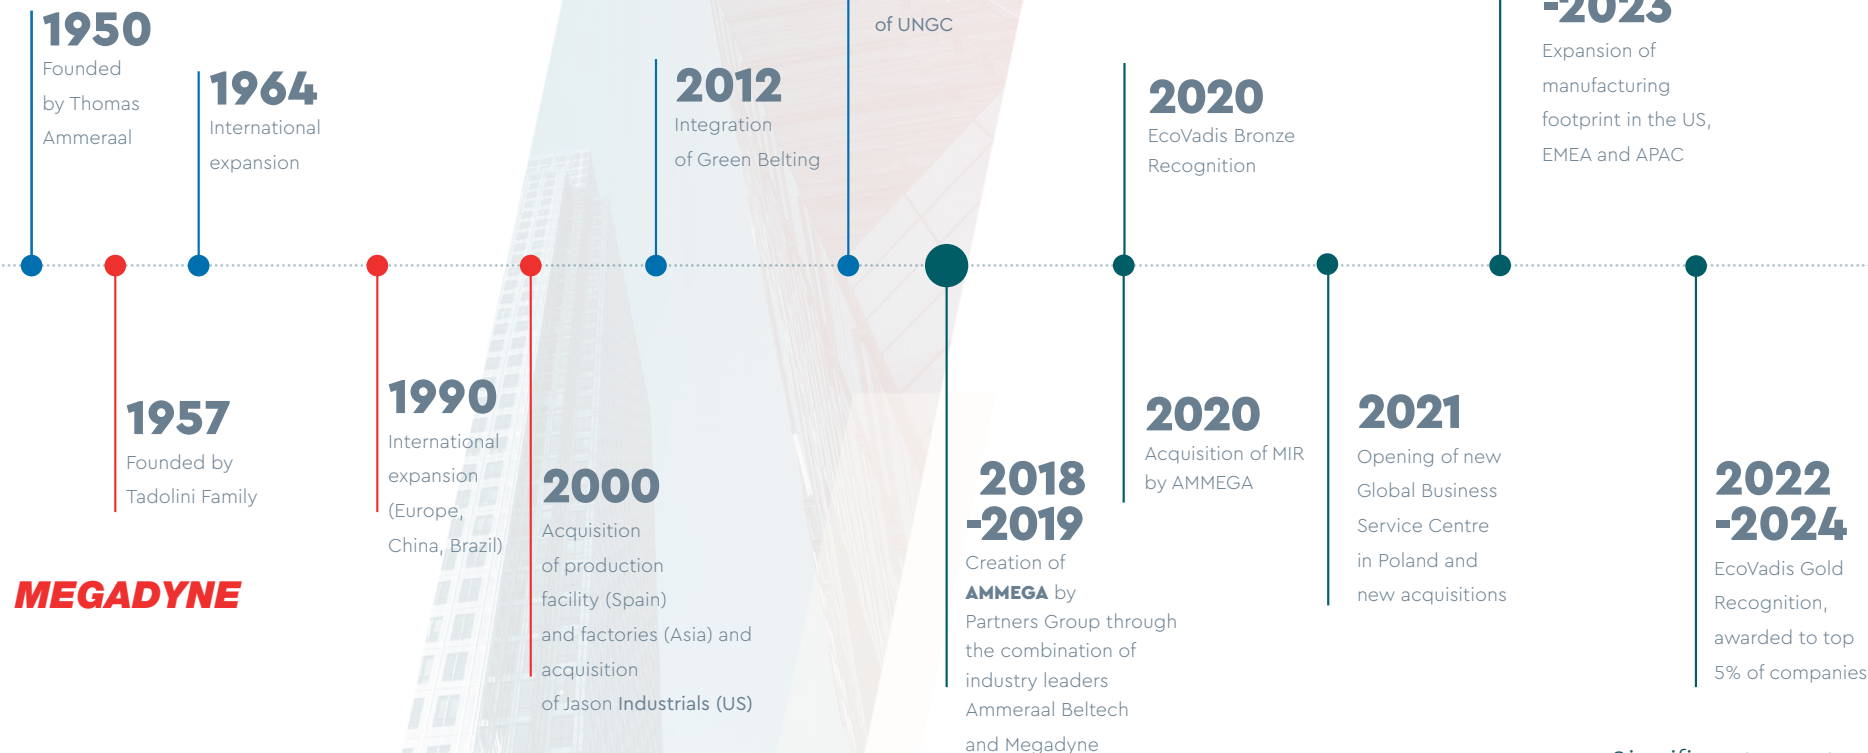 1950
Founded
by Thomas
Ammeraal
1964
International
expansion
2012
Integration
of Green Belting
of UNGC
2020
EcoVadis Bronze
Recognition
-2023
Expansion of
manufacturing
footprint in the US,
EMEA and APAC
1957
Founded by
Tadolini Family
1990
International
expansion
(Europe,
China, Brazil)
2000
Acquisition
of production
facility (Spain)
and factories (Asia) and
acquisition
of Jason Industrials (US)
2018
-2019
Creation of
AMMEGA by
Partners Group through
the combination of
industry leaders
Ammeraal Beltech
and Megadyne
2020
Acquisition of MIR
by AMMEGA
2021
Opening of new
Global Business
Service Centre
in Poland and
new acquisitions
2022
-2024
EcoVadis Gold
Recognition,
awarded to top
5% of companies
MEGADYNE